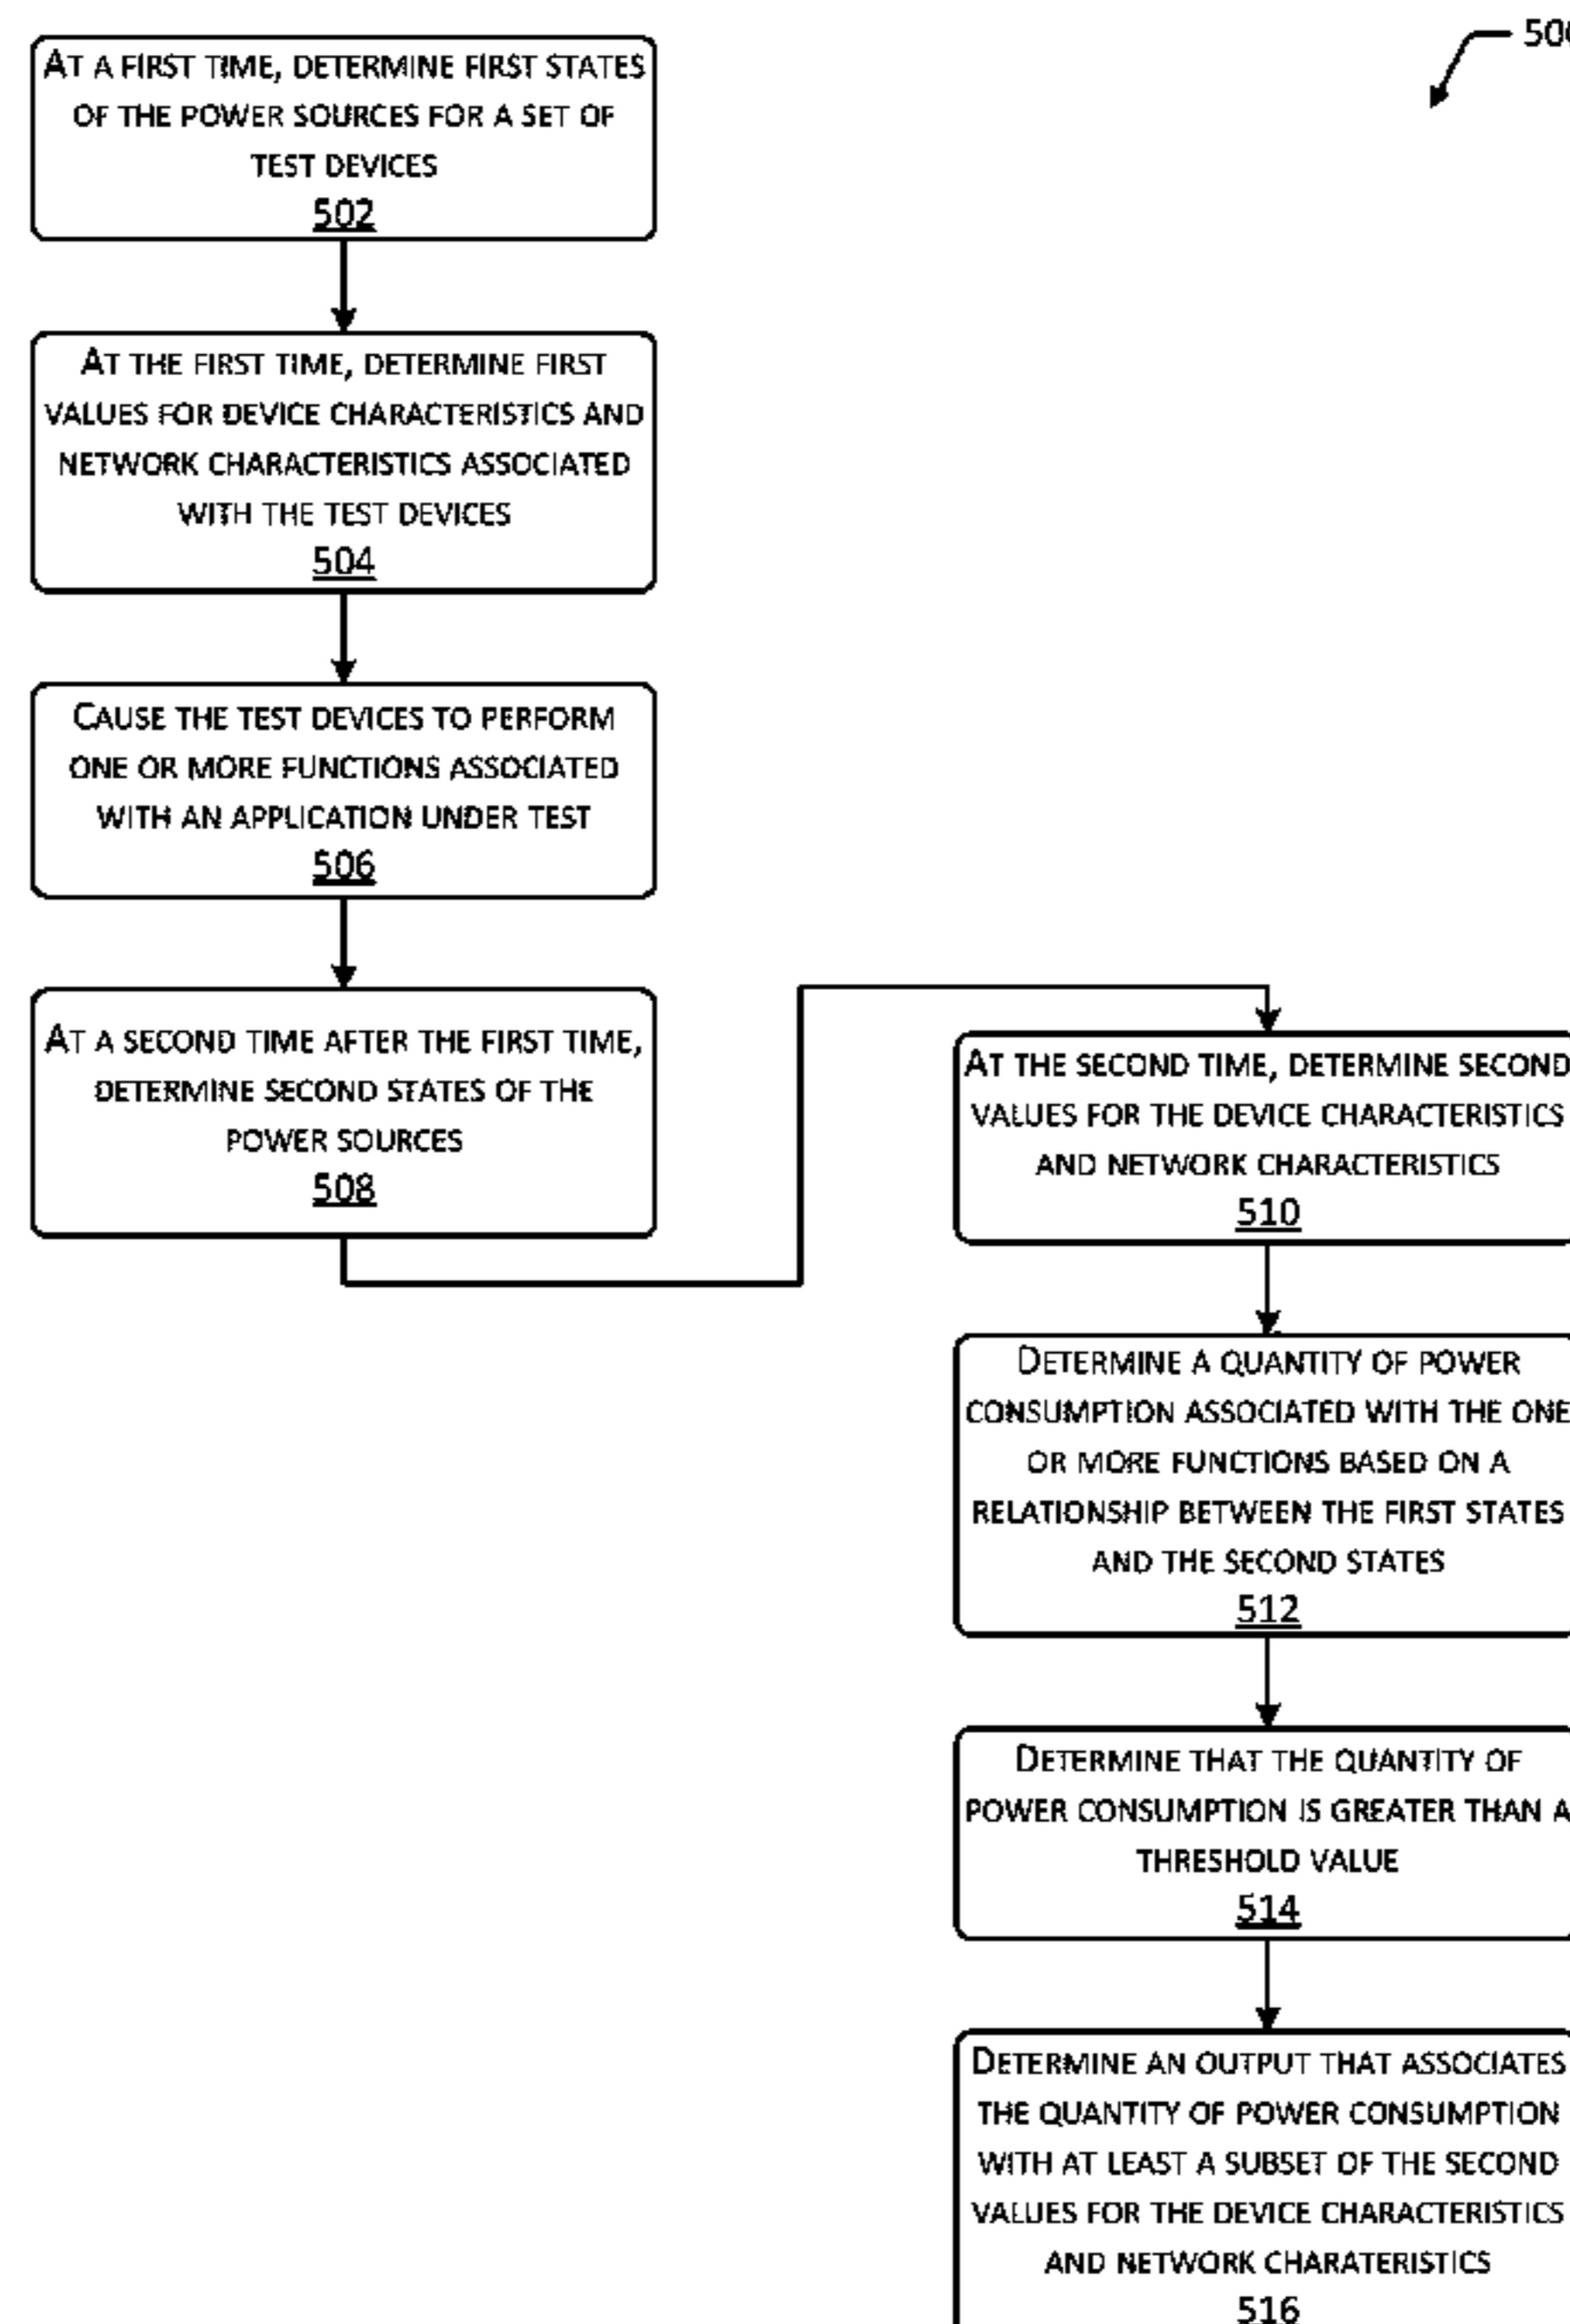 500
AT A FIRST TIME, DETERMINE FIRST STATES
OF THE POWER SOURCES FOR A SET OF
TEST DEVICES
502
AT THE FIRST TIME, DETERMINE FIRST
VALUES FOR DEVICE CHARACTERISTICS AND
NETWORK CHARACTERISTICS ASSOCIATED
WITH THE TEST DEVICES
504
CAUSE THE TEST DEVICES TO PERFORM
ONE OR MORE FUNCTIONS ASSOCIATED
WITH AN APPLICATION UNDER TEST
506
AT A SECOND TIME AFTER THE FIRST TIME,
DETERMINE SECOND STATES OF THE
POWER SOURCES
508
AT THE SECOND TIME, DETERMINE SECOND
VALUES FOR THE DEVICE CHARACTERISTICS
AND NETWORK CHARACTERISTICS
510
DETERMINE A QUANTITY OF POWER
CONSUMPTION ASSOCIATED WITH THE ONE
OR MORE FUNCTIONS BASED ON A
RELATIONSHIP BETWEEN THE FIRST STATES
AND THE SECOND STATES
512
DETERMINE THAT THE QUANTITY OF
POWER CONSUMPTION IS GREATER THAN A
THRESHOLD VALUE
514
DETERMINE AN OUTPUT THAT ASSOCIATES
THE QUANTITY OF POWER CONSUMPTION
WITH AT LEAST A SUBSET OF THE SECOND
VALUES FOR THE DEVICE CHARACTERISTICS
AND NETWORK CHARATERISTICS
516